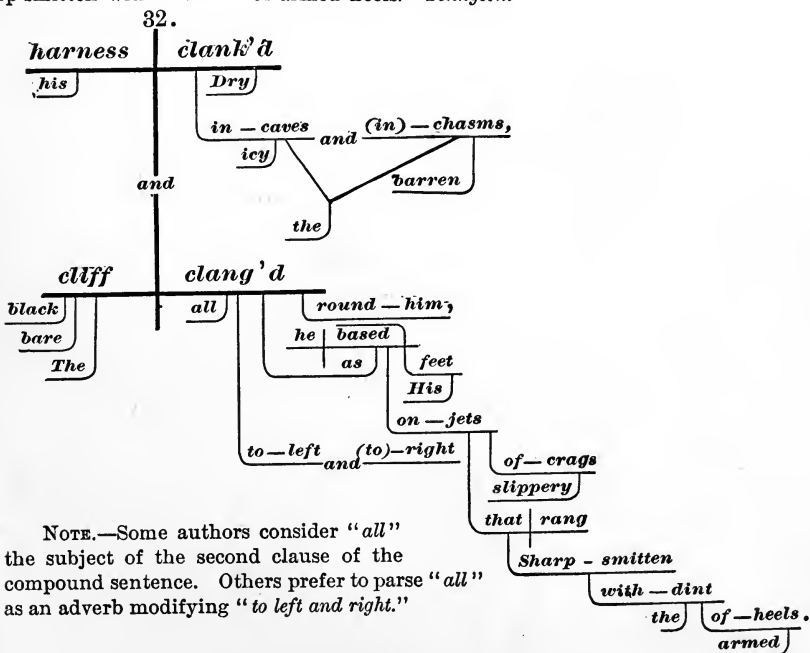 32.
harness clank'd
his Dry
in — caves and (in) — chasms,
icy
barren
and
the
cliff clang'd
black all round — him,
bare he based
The as feet
His
on — jets
to — left and (to) — right
of — crags
slippery
that rang
Sharp - smitten
with — dint
the of — heels.
armed
NOTE.—Some authors consider "all"
the subject of the second clause of the
compound sentence. Others prefer to parse "all"
as an adverb modifying "to left and right."